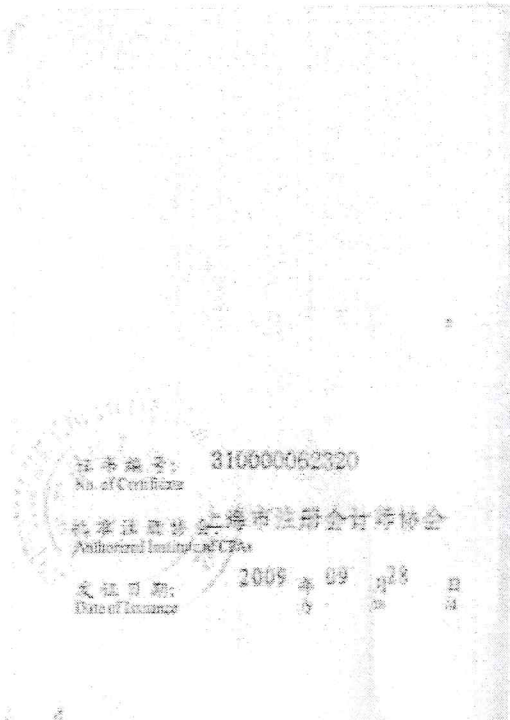 证书编号: 310000062320
No. of Certificate
批准注册协会: 上海市注册会计师协会
Authorized Institute of CPAs
发证日期: 2009 年 09 月 28 日
Date of Issuance /y /m /d